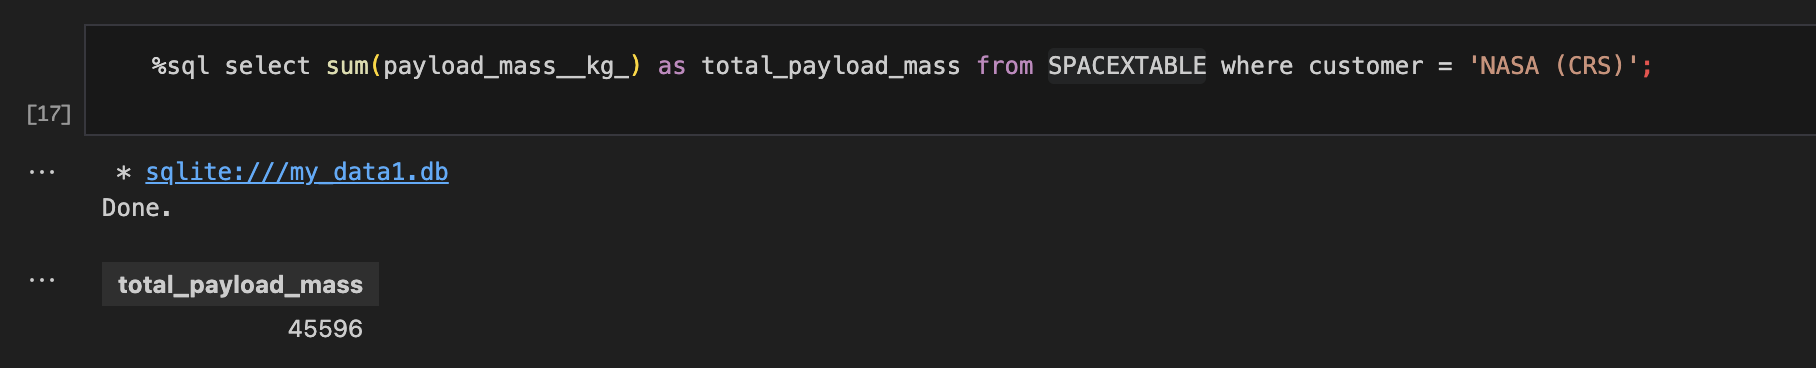 %sql select sum(payload_mass__kg_) as total_payload_mass from SPACEXTABLE where customer = 'NASA (CRS)';
[17]
... * sqlite:///my_data1.db
Done.
... total_payload_mass
45596